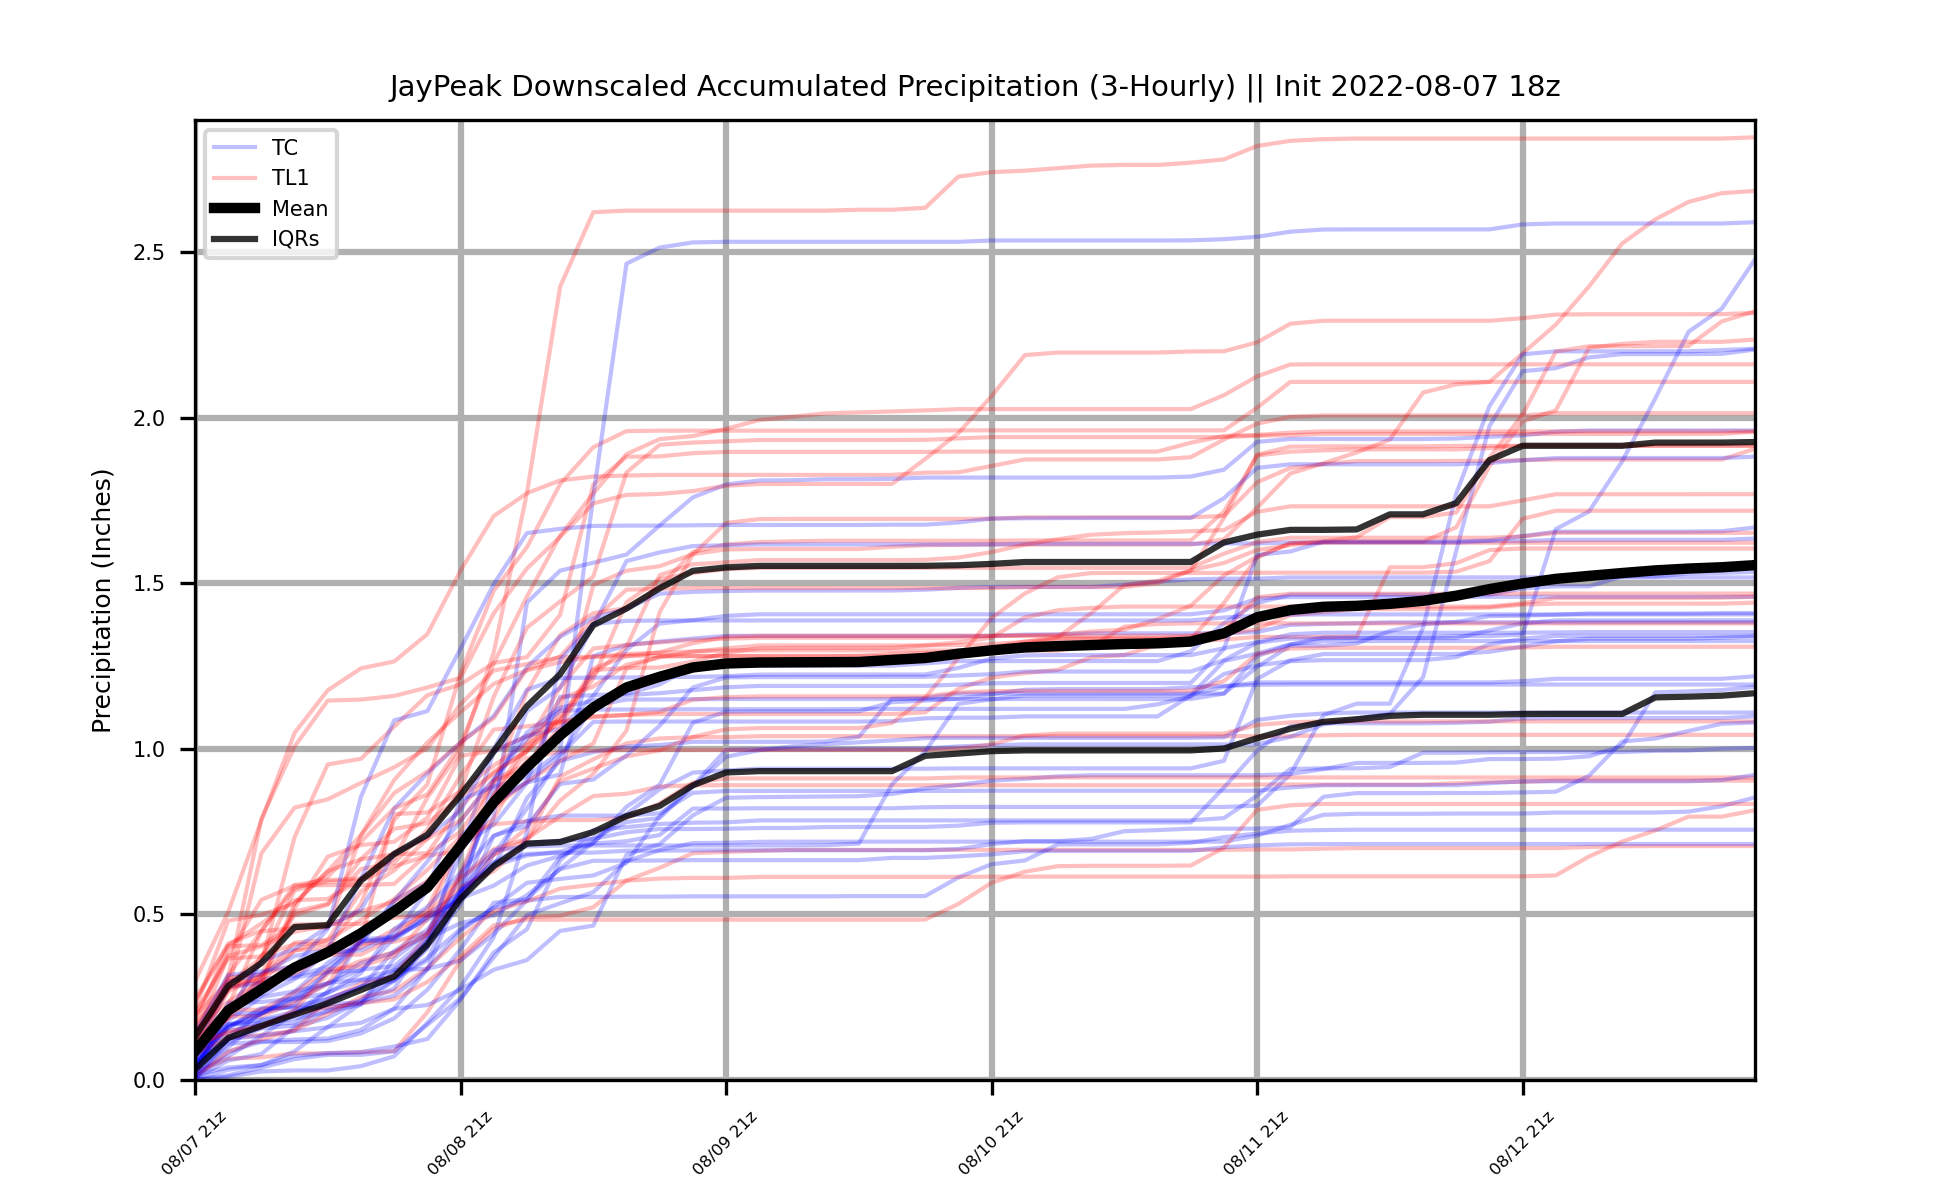 JayPeak Downscaled Accumulated Precipitation (3-Hourly) || Init 2022-08-07 18z
TC
TL1
Mean
IQRs
Precipitation (Inches)
2.5
2.0
1.5
1.0
0.5
0.0
08/07 21z
08/08 21z
08/09 21z
08/10 21z
08/11 21z
08/12 21z